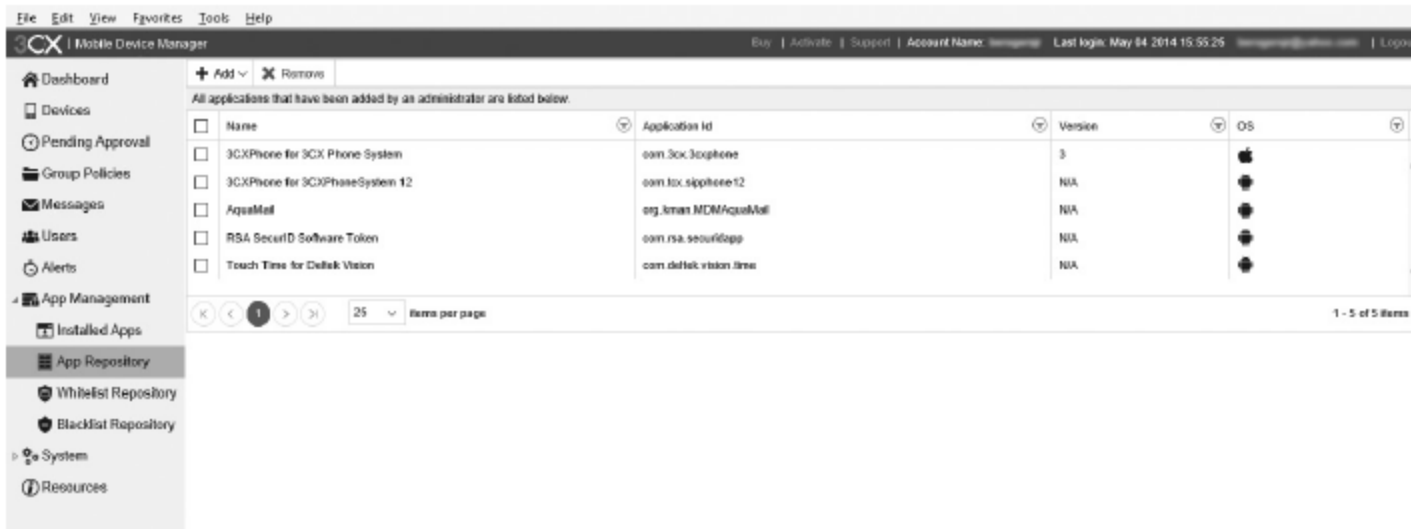 File Edit View Favorites Tools Help
3CX | Mobile Device Manager
Buy | Activate | Support | Account Name: Last login: May 04 2014 15:55:25 | Logou
Dashboard
Devices
Pending Approval
Group Policies
Messages
Users
Alerts
App Management
Installed Apps
App Repository
Whitelist Repository
Blacklist Repository
System
Resources
Add Remove
All applications that have been added by an administrator are listed below.
Name Application Id Version OS
3CXPhone for 3CX Phone System com.3cx.3cxphone 3
3CXPhone for 3CXPhoneSystem 12 com.tcx.sipphone12 N/A
AquaMail org.kman.MDMAquaMail N/A
RSA SecurID Software Token com.rsa.securidapp N/A
Touch Time for Deltek Vision com.deltek.vision.time N/A
1 25 items per page 1 - 5 of 5 items